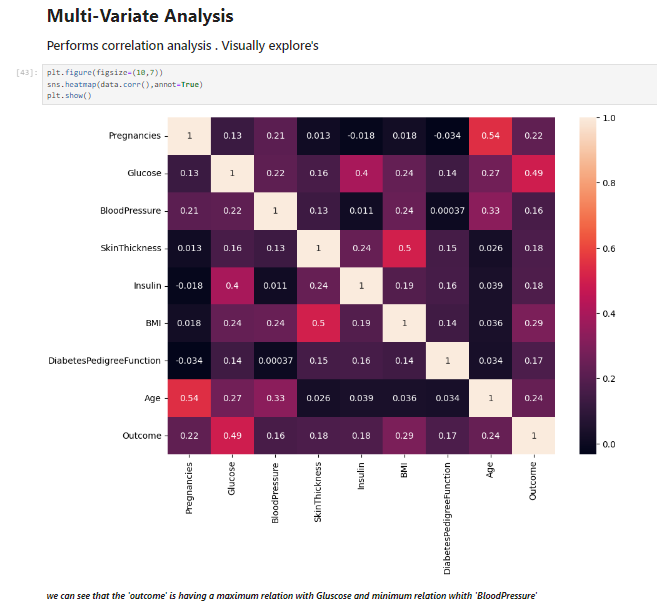 Multi-Variate Analysis
Performs correlation analysis . Visually explore's
[43]:
plt.figure(figsize=(10,7))
sns.heatmap(data.corr(),annot=True)
plt.show()
Pregnancies 1 0.13 0.21 0.013 -0.018 0.018 -0.034 0.54 0.22
Glucose 0.13 1 0.22 0.16 0.4 0.24 0.14 0.27 0.49
BloodPressure 0.21 0.22 1 0.13 0.011 0.24 0.00037 0.33 0.16
SkinThickness 0.013 0.16 0.13 1 0.24 0.5 0.15 0.026 0.18
Insulin -0.018 0.4 0.011 0.24 1 0.19 0.16 0.039 0.18
BMI 0.018 0.24 0.24 0.5 0.19 1 0.14 0.036 0.29
DiabetesPedigreeFunction -0.034 0.14 0.00037 0.15 0.16 0.14 1 0.034 0.17
Age 0.54 0.27 0.33 0.026 0.039 0.036 0.034 1 0.24
Outcome 0.22 0.49 0.16 0.18 0.18 0.29 0.17 0.24 1
Pregnancies
Glucose
BloodPressure
SkinThickness
Insulin
BMI
DiabetesPedigreeFunction
Age
Outcome
1.0
0.8
0.6
0.4
0.2
0.0
we can see that the 'outcome' is having a maximum relation with Gluscose and minimum relation whith 'BloodPressure'